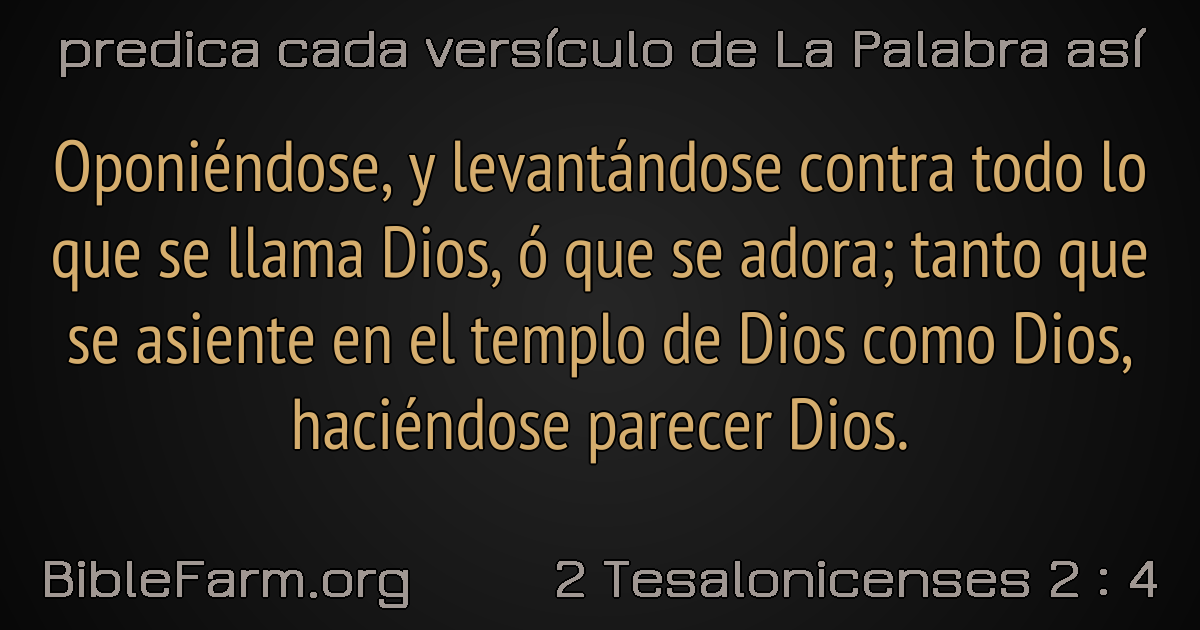 predica cada versículo de La Palabra así
Oponiéndose, y levantándose contra todo lo
que se llama Dios, ó que se adora; tanto que
se asiente en el templo de Dios como Dios,
haciéndose parecer Dios.
BibleFarm.org
2 Tesalonicenses 2 : 4